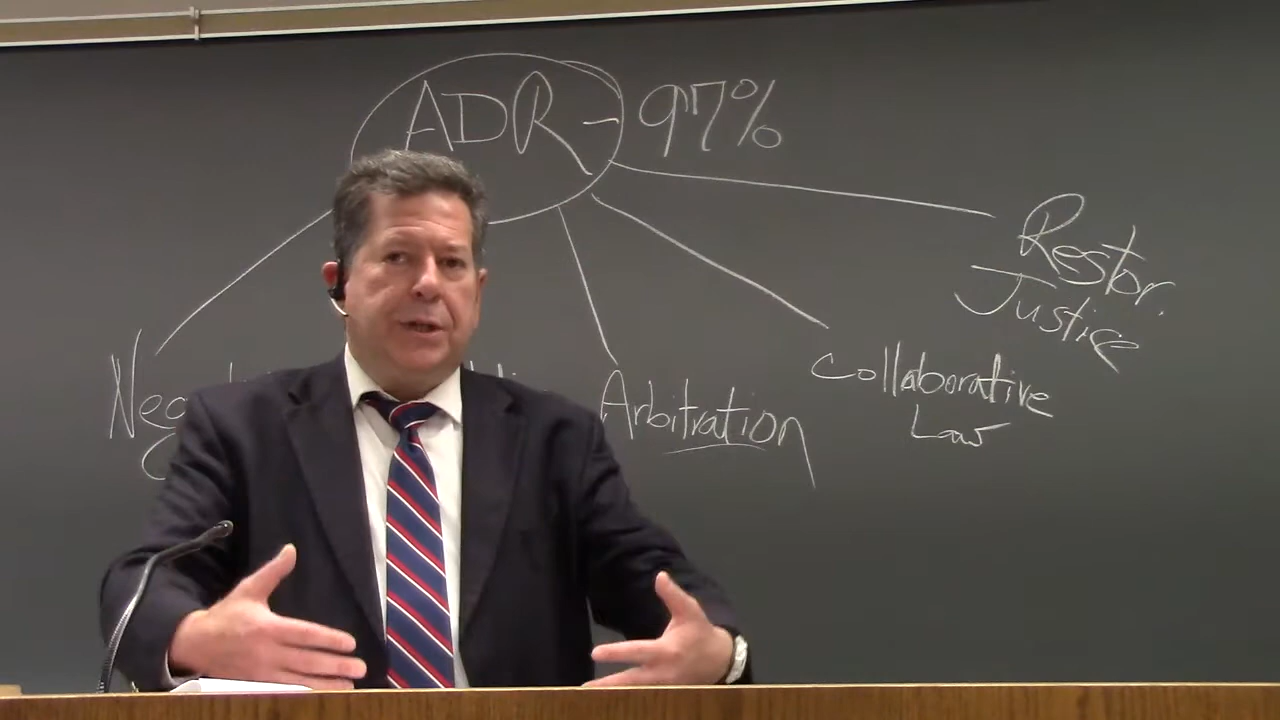 ADR - 97%
Restor.
Justice
Arbitration
Collaborative
Law